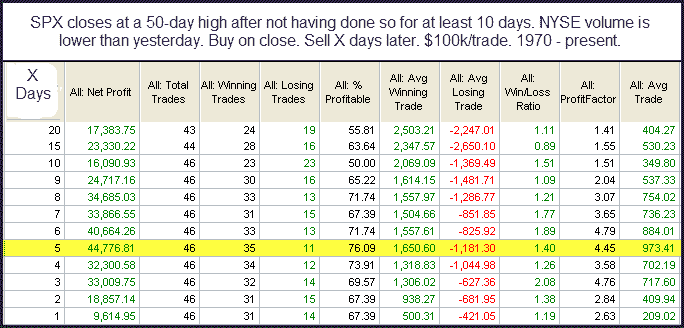 SPX closes at a 50-day high after not having done so for at least 10 days. NYSE volume is
lower than yesterday. Buy on close. Sell X days later. $100k/trade. 1970 - present.
X Days All: Net Profit All: Total Trades All: Winning Trades All: Losing Trades All: % Profitable All: Avg Winning Trade All: Avg Losing Trade All: Win/Loss Ratio All: ProfitFactor All: Avg Trade
20 17,383.75 43 24 19 55.81 2,503.21 -2,247.01 1.11 1.41 404.27
15 23,330.22 44 28 16 63.64 2,347.57 -2,650.10 0.89 1.55 530.23
10 16,090.93 46 23 23 50.00 2,069.09 -1,369.49 1.51 1.51 349.80
9 24,717.16 46 30 16 65.22 1,614.15 -1,481.71 1.09 2.04 537.33
8 34,685.03 46 33 13 71.74 1,557.97 -1,286.77 1.21 3.07 754.02
7 33,866.55 46 31 15 67.39 1,504.66 -851.85 1.77 3.65 736.23
6 40,664.26 46 33 13 71.74 1,557.61 -825.92 1.89 4.79 884.01
5 44,776.81 46 35 11 76.09 1,650.60 -1,181.30 1.40 4.45 973.41
4 32,300.58 46 34 12 73.91 1,318.83 -1,044.98 1.26 3.58 702.19
3 33,009.75 46 32 14 69.57 1,306.02 -627.36 2.08 4.76 717.60
2 18,857.14 46 31 15 67.39 938.27 -681.95 1.38 2.84 409.94
1 9,614.95 46 31 14 67.39 500.31 -421.05 1.19 2.63 209.02